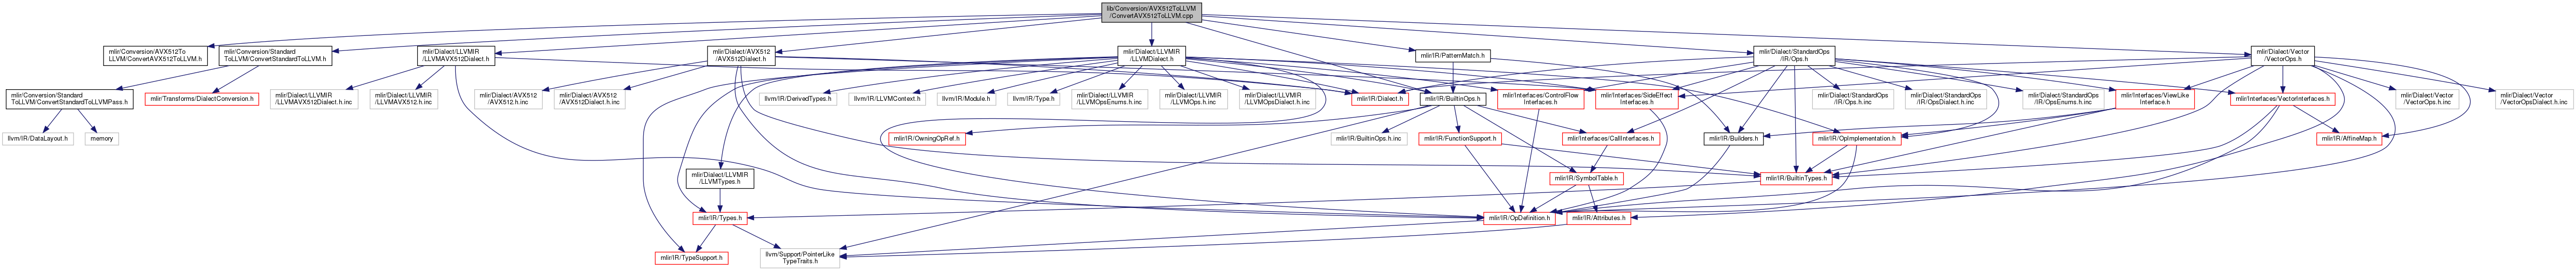 lib/Conversion/AVX512ToLLVM
/ConvertAVX512ToLLVM.cpp
mlir/Conversion/AVX512To
LLVM/ConvertAVX512ToLLVM.h
mlir/Conversion/Standard
ToLLVM/ConvertStandardToLLVM.h
mlir/Dialect/LLVMIR
/LLVMAVX512Dialect.h
mlir/Dialect/AVX512
/AVX512Dialect.h
mlir/Dialect/LLVMIR
/LLVMDialect.h
mlir/IR/PatternMatch.h
mlir/Dialect/StandardOps
/IR/Ops.h
mlir/Dialect/Vector
/VectorOps.h
mlir/Conversion/Standard
ToLLVM/ConvertStandardToLLVMPass.h
mlir/Transforms/DialectConversion.h
mlir/Dialect/LLVMIR
/LLVMAVX512Dialect.h.inc
mlir/Dialect/LLVMIR
/LLVMAVX512.h.inc
mlir/Dialect/AVX512
/AVX512.h.inc
mlir/Dialect/AVX512
/AVX512Dialect.h.inc
mlir/IR/Dialect.h
llvm/IR/DerivedTypes.h
llvm/IR/LLVMContext.h
llvm/IR/Module.h
llvm/IR/Type.h
mlir/Dialect/LLVMIR
/LLVMOpsEnums.h.inc
mlir/Dialect/LLVMIR
/LLVMOps.h.inc
mlir/Dialect/LLVMIR
/LLVMOpsDialect.h.inc
mlir/IR/BuiltinOps.h
mlir/Interfaces/ControlFlow
Interfaces.h
mlir/Interfaces/SideEffect
Interfaces.h
mlir/Dialect/StandardOps
/IR/Ops.h.inc
mlir/Dialect/StandardOps
/IR/OpsDialect.h.inc
mlir/Dialect/StandardOps
/IR/OpsEnums.h.inc
mlir/Interfaces/ViewLike
Interface.h
mlir/Interfaces/VectorInterfaces.h
mlir/Dialect/Vector
/VectorOps.h.inc
mlir/Dialect/Vector
/VectorOpsDialect.h.inc
llvm/IR/DataLayout.h
memory
mlir/IR/OwningOpRef.h
mlir/IR/BuiltinOps.h.inc
mlir/IR/FunctionSupport.h
mlir/Interfaces/CallInterfaces.h
mlir/IR/Builders.h
mlir/IR/OpImplementation.h
mlir/IR/AffineMap.h
mlir/Dialect/LLVMIR
/LLVMTypes.h
mlir/IR/SymbolTable.h
mlir/IR/BuiltinTypes.h
mlir/IR/Types.h
mlir/IR/OpDefinition.h
mlir/IR/Attributes.h
mlir/IR/TypeSupport.h
llvm/Support/PointerLike
TypeTraits.h